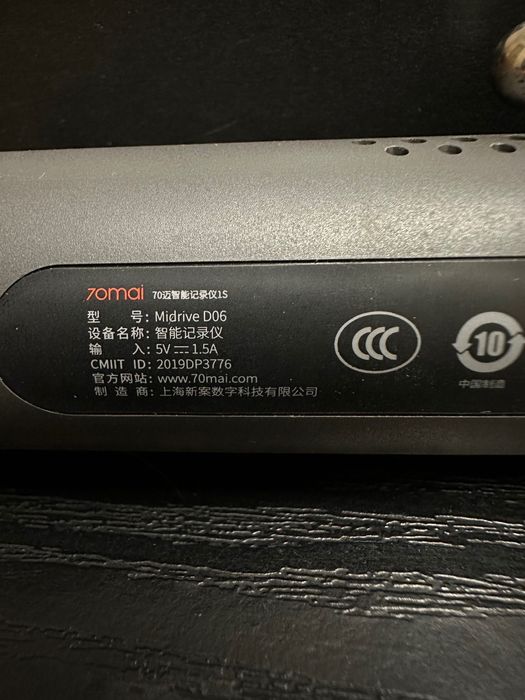 70mai 70迈智能记录仪1S
型 号: Midrive D06
设备名称: 智能记录仪
输 入: 5V⎓1.5A
CMIIT ID: 2019DP3776
官方网站: www.70mai.com
制 造 商: 上海新案数字科技有限公司
CCC
10
中国制造